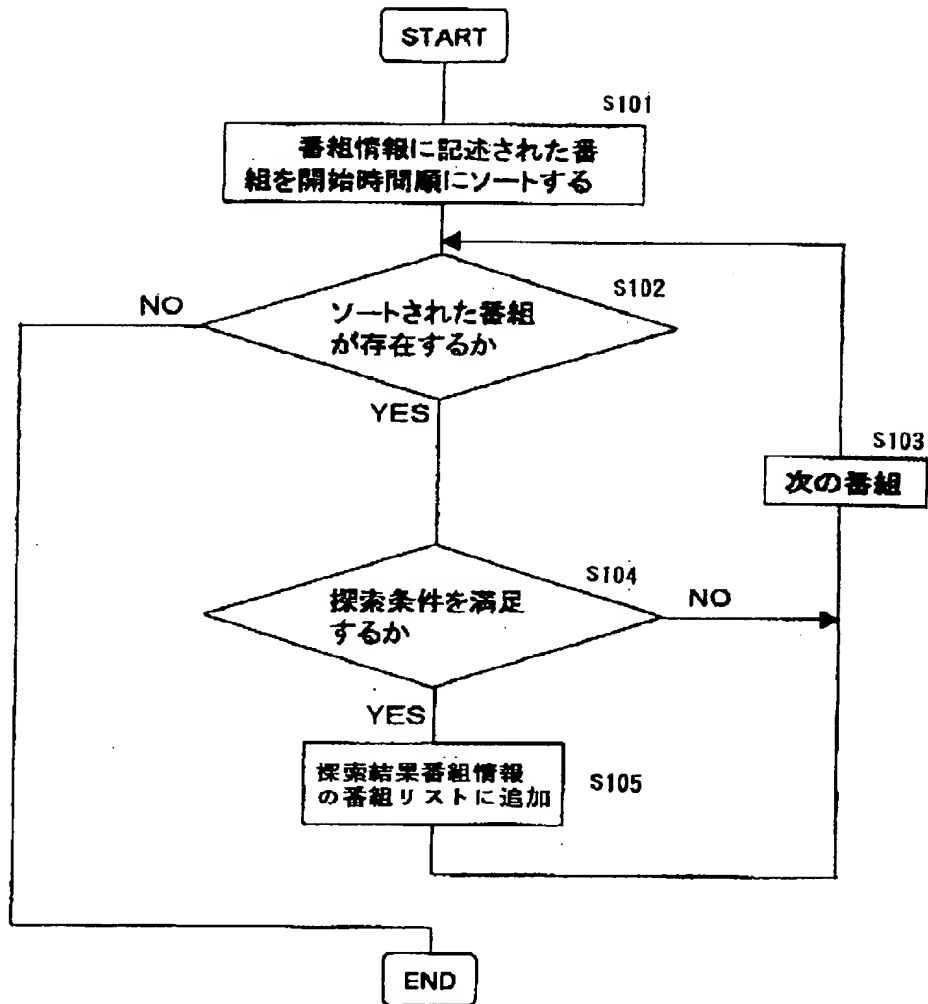 START
S101
番組情報に記述された番
組を開始時間順にソートする
S102
NO
ソートされた番組
が存在するか
YES
S103
次の番組
S104
探索条件を満足
するか
NO
YES
探索結果番組情報
の番組リストに追加
S105
END